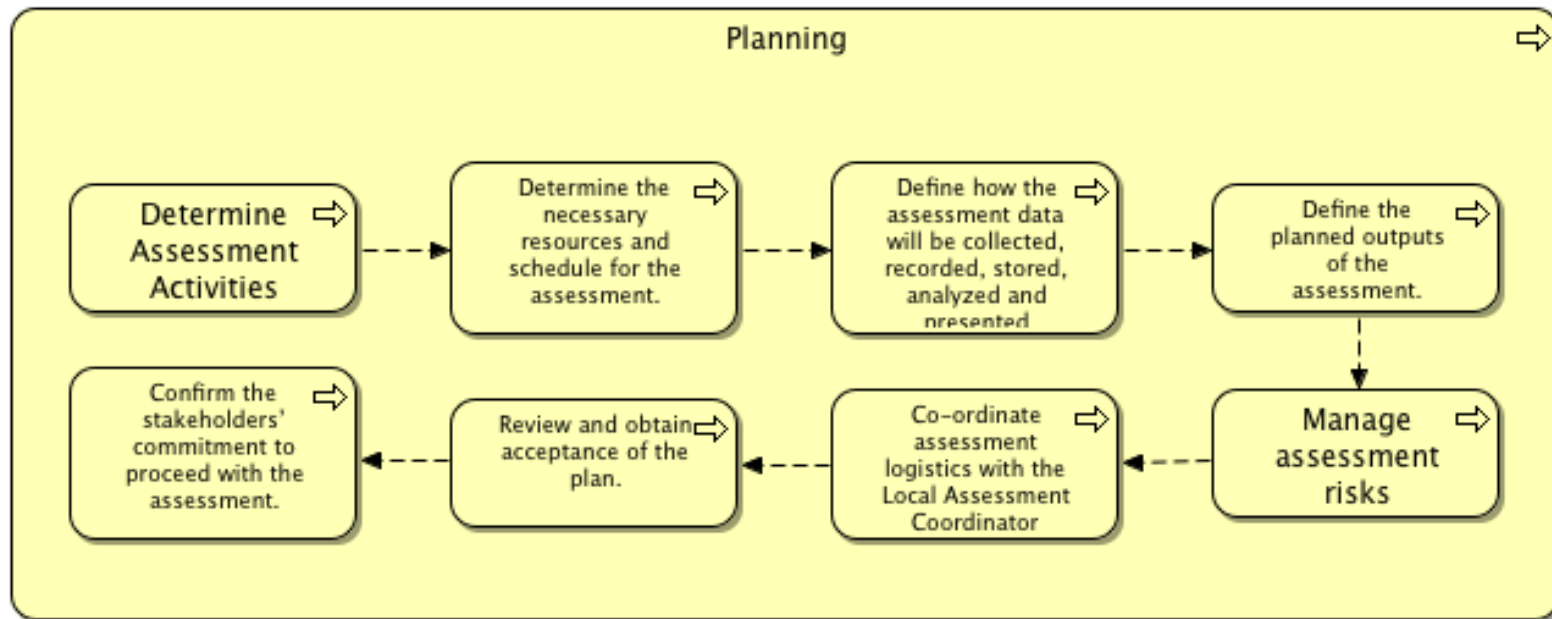 Planning
Determine
Assessment
Activities
Determine the
necessary
resources and
schedule for the
assessment.
Define how the
assessment data
will be collected,
recorded, stored,
analyzed and
presented
Define the
planned outputs
of the
assessment.
Manage
assessment
risks
Co-ordinate
assessment
logistics with the
Local Assessment
Coordinator
Review and obtain
acceptance of the
plan.
Confirm the
stakeholders’
commitment to
proceed with the
assessment.